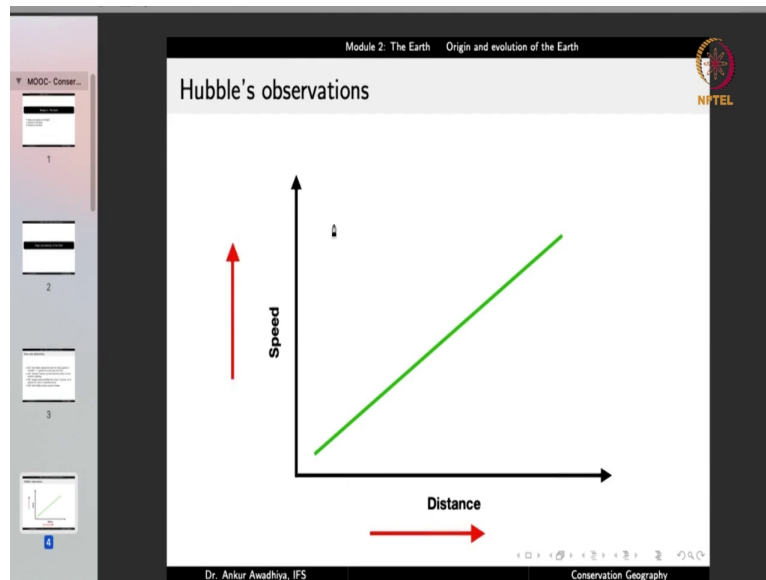 Module 2: The Earth Origin and evolution of the Earth
MOOC- Conser...
Hubble's observations
NPTEL
1
2
3
4
Speed
Distance
Dr. Ankur Awadhiya, IFS
Conservation Geography